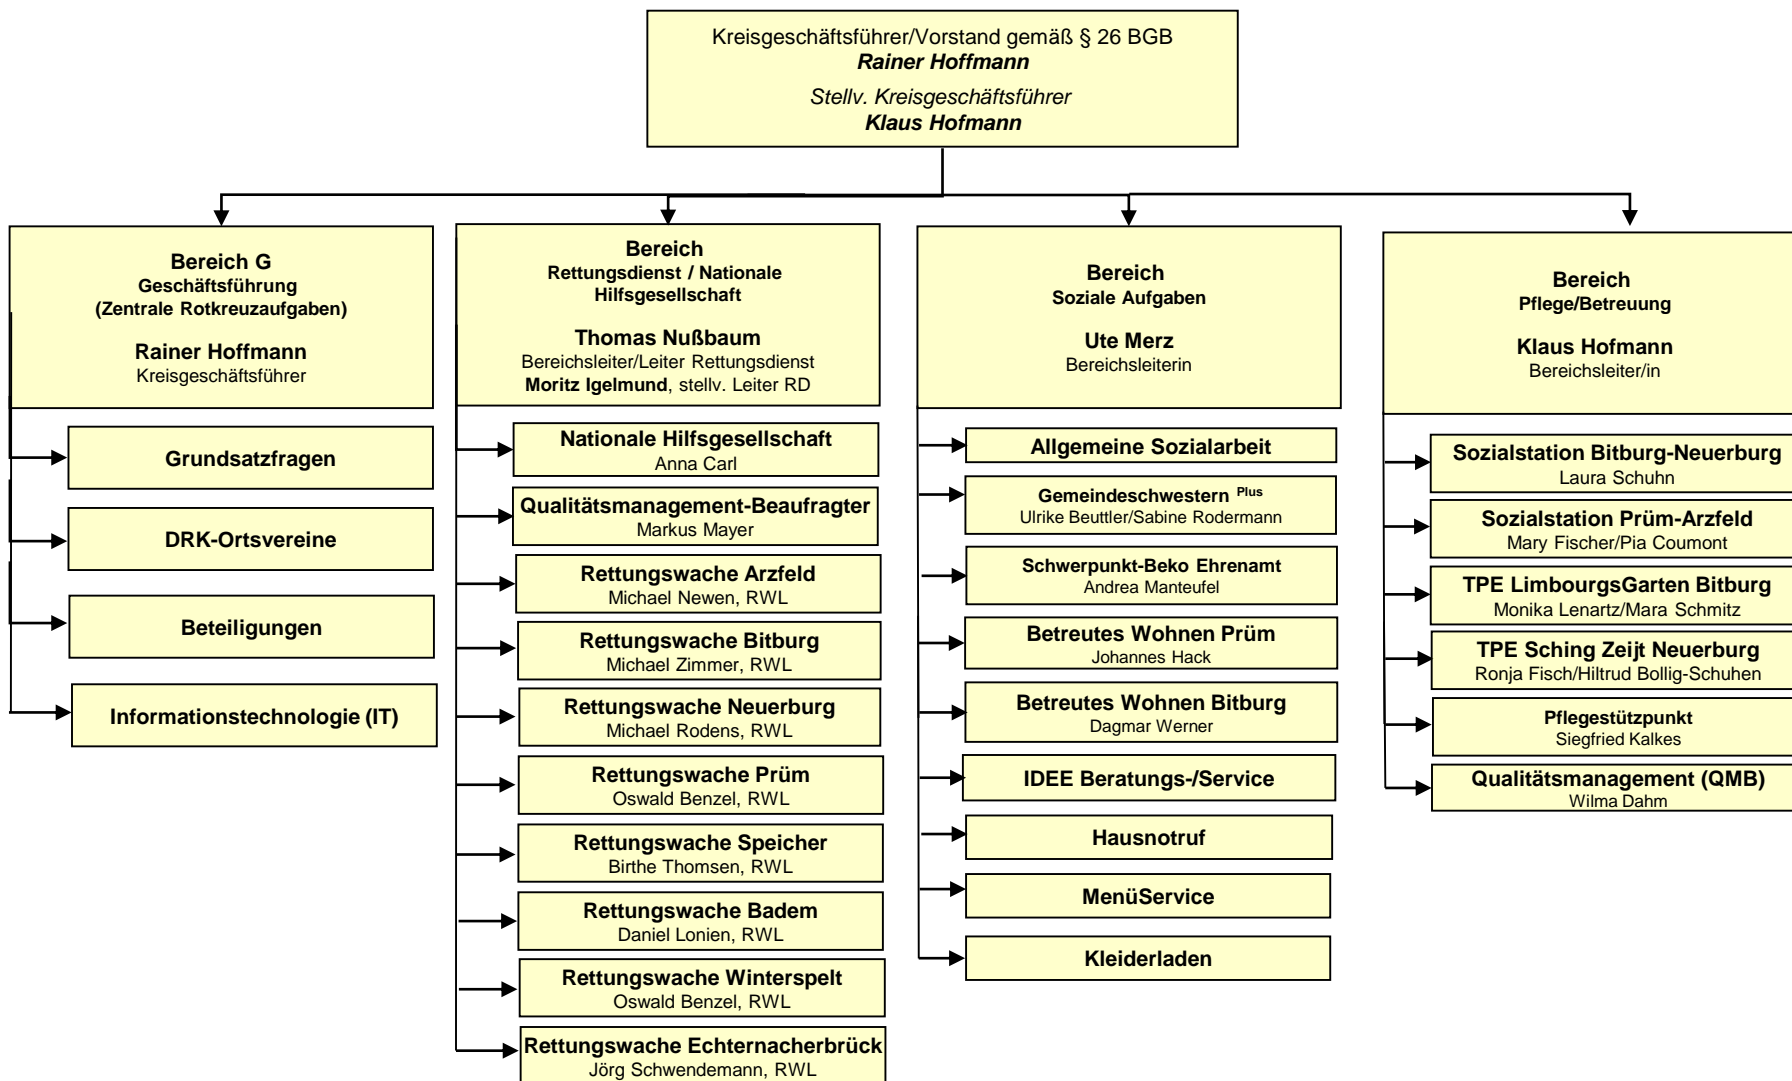 Kreisgeschäftsführer/Vorstand gemäß § 26 BGB
Rainer Hoffmann
Stellv. Kreisgeschäftsführer
Klaus Hofmann
Bereich G
Geschäftsführung
(Zentrale Rotkreuzaufgaben)
Rainer Hoffmann
Kreisgeschäftsführer
Grundsatzfragen
DRK-Ortsvereine
Beteiligungen
Informationstechnologie (IT)
Bereich
Rettungsdienst / Nationale
Hilfsgesellschaft
Thomas Nußbaum
Bereichsleiter/Leiter Rettungsdienst
Moritz Igelmund, stellv. Leiter RD
Nationale Hilfsgesellschaft
Anna Carl
Qualitätsmanagement-Beaufragter
Markus Mayer
Rettungswache Arzfeld
Michael Newen, RWL
Rettungswache Bitburg
Michael Zimmer, RWL
Rettungswache Neuerburg
Michael Rodens, RWL
Rettungswache Prüm
Oswald Benzel, RWL
Rettungswache Speicher
Birthe Thomsen, RWL
Rettungswache Badem
Daniel Lonien, RWL
Rettungswache Winterspelt
Oswald Benzel, RWL
Rettungswache Echternacherbrück
Jörg Schwendemann, RWL
Bereich
Soziale Aufgaben
Ute Merz
Bereichsleiterin
Allgemeine Sozialarbeit
Gemeindeschwestern Plus
Ulrike Beuttler/Sabine Rodermann
Schwerpunkt-Beko Ehrenamt
Andrea Manteufel
Betreutes Wohnen Prüm
Johannes Hack
Betreutes Wohnen Bitburg
Dagmar Werner
IDEE Beratungs-/Service
Hausnotruf
MenüService
Kleiderladen
Bereich
Pflege/Betreuung
Klaus Hofmann
Bereichsleiter/in
Sozialstation Bitburg-Neuerburg
Laura Schuhn
Sozialstation Prüm-Arzfeld
Mary Fischer/Pia Coumont
TPE LimbourgsGarten Bitburg
Monika Lenartz/Mara Schmitz
TPE Sching Zeijt Neuerburg
Ronja Fisch/Hiltrud Bollig-Schuhen
Pflegestützpunkt
Siegfried Kalkes
Qualitätsmanagement (QMB)
Wilma Dahm